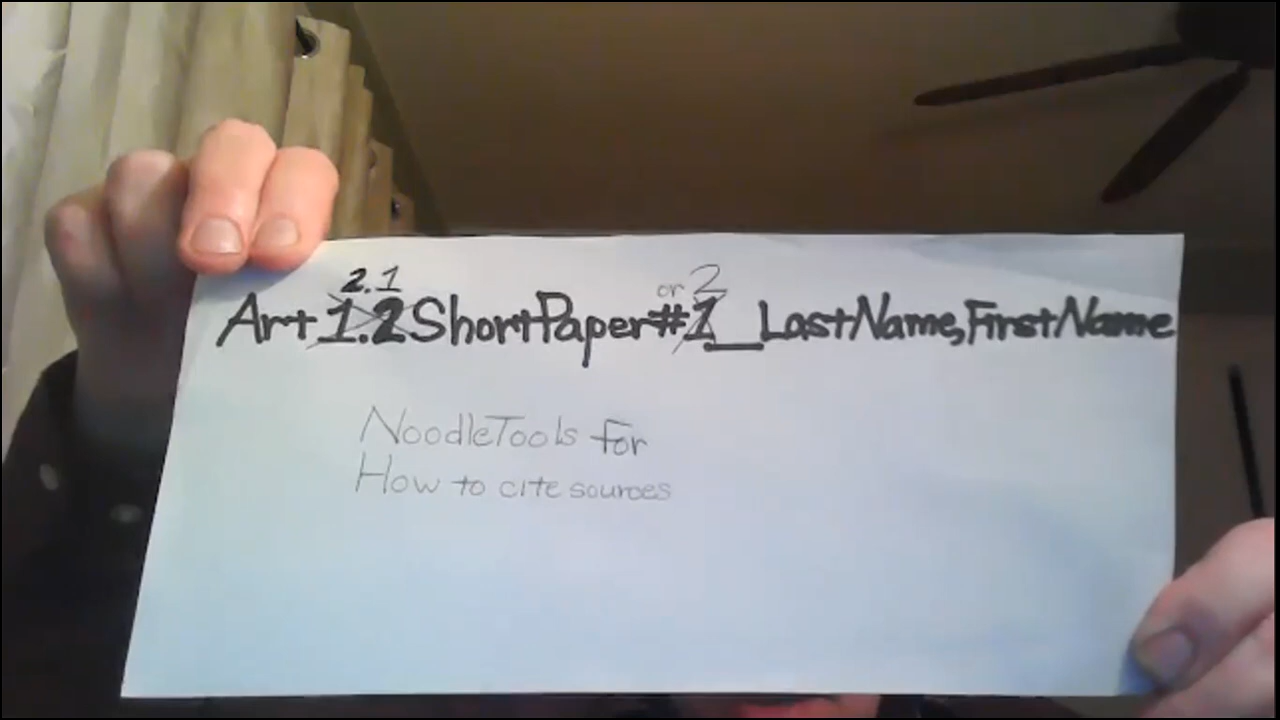 2.1 or 2
Art 1.2 ShortPaper#1_LastName,FirstName
NoodleTools for
How to cite sources